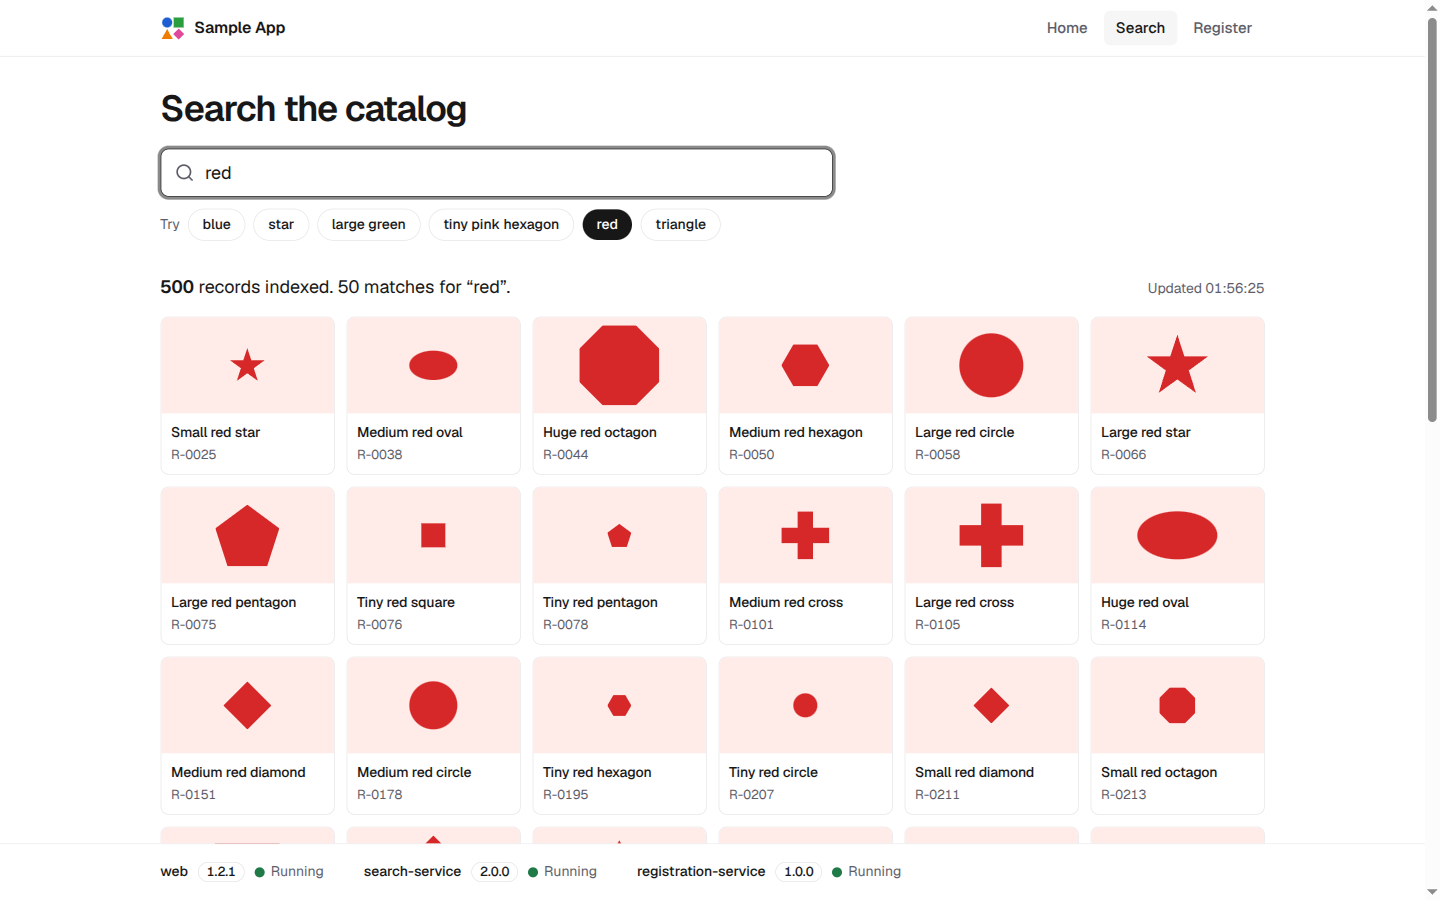 Sample App
Home Search Register
Search the catalog
red
Try blue star large green tiny pink hexagon red triangle
500 records indexed. 50 matches for “red”. Updated 01:56:25
Small red star Medium red oval Huge red octagon Medium red hexagon Large red circle Large red star
R-0025 R-0038 R-0044 R-0050 R-0058 R-0066
Large red pentagon Tiny red square Tiny red pentagon Medium red cross Large red cross Huge red oval
R-0075 R-0076 R-0078 R-0101 R-0105 R-0114
Medium red diamond Medium red circle Tiny red hexagon Tiny red circle Small red diamond Small red octagon
R-0151 R-0178 R-0195 R-0207 R-0211 R-0213
web 1.2.1 Running search-service 2.0.0 Running registration-service 1.0.0 Running